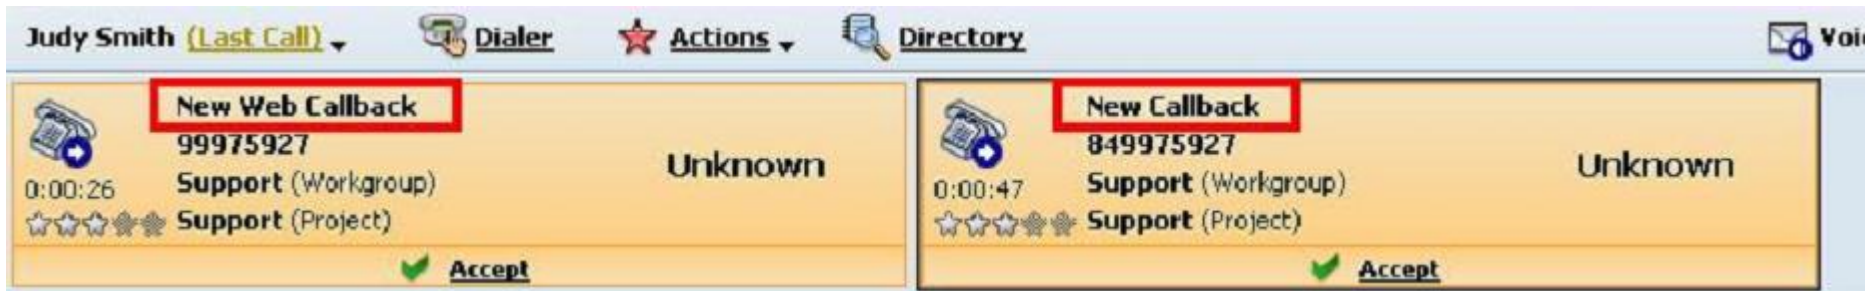 Judy Smith (Last Call) Dialer Actions Directory
New Web Callback
99975927
Unknown
Support (Workgroup)
0:00:26
Support (Project)
Accept
New Callback
849975927
Unknown
Support (Workgroup)
0:00:47
Support (Project)
Accept